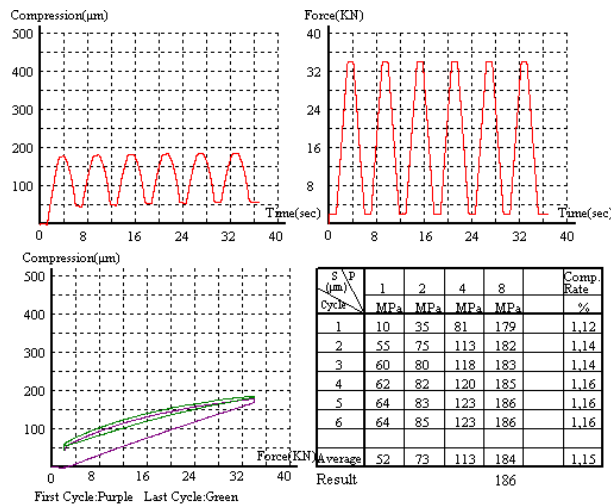 Compression(μm)
500
400
300
200
100
0 8 16 24 32 40
Time(sec)
Force(KN)
40
32
24
16
8
0 8 16 24 32 40
Time(sec)
Compression(μm)
500
400
300
200
100
0 8 16 24 32 40
Force(KN)
First Cycle:Purple Last Cycle:Green
S P 1 2 4 8 Comp.
(μm) Rate
Cycle MPa MPa MPa MPa %
1 10 35 81 179 1,12
2 55 75 113 182 1,14
3 60 80 118 183 1,14
4 62 82 120 185 1,16
5 64 83 123 186 1,16
6 64 85 123 186 1,16
Average 52 73 113 184 1,15
Result 186